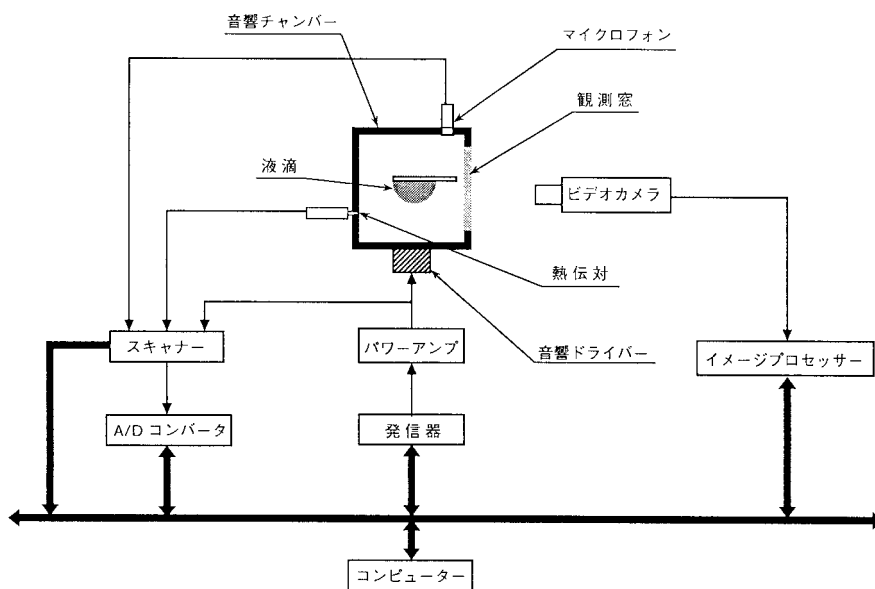 音響チャンバー
マイクロフォン
観測窓
液滴
ビデオカメラ
熱伝対
スキャナー
パワーアンプ
音響ドライバー
イメージプロセッサー
A/Dコンバータ
発信器
コンピューター